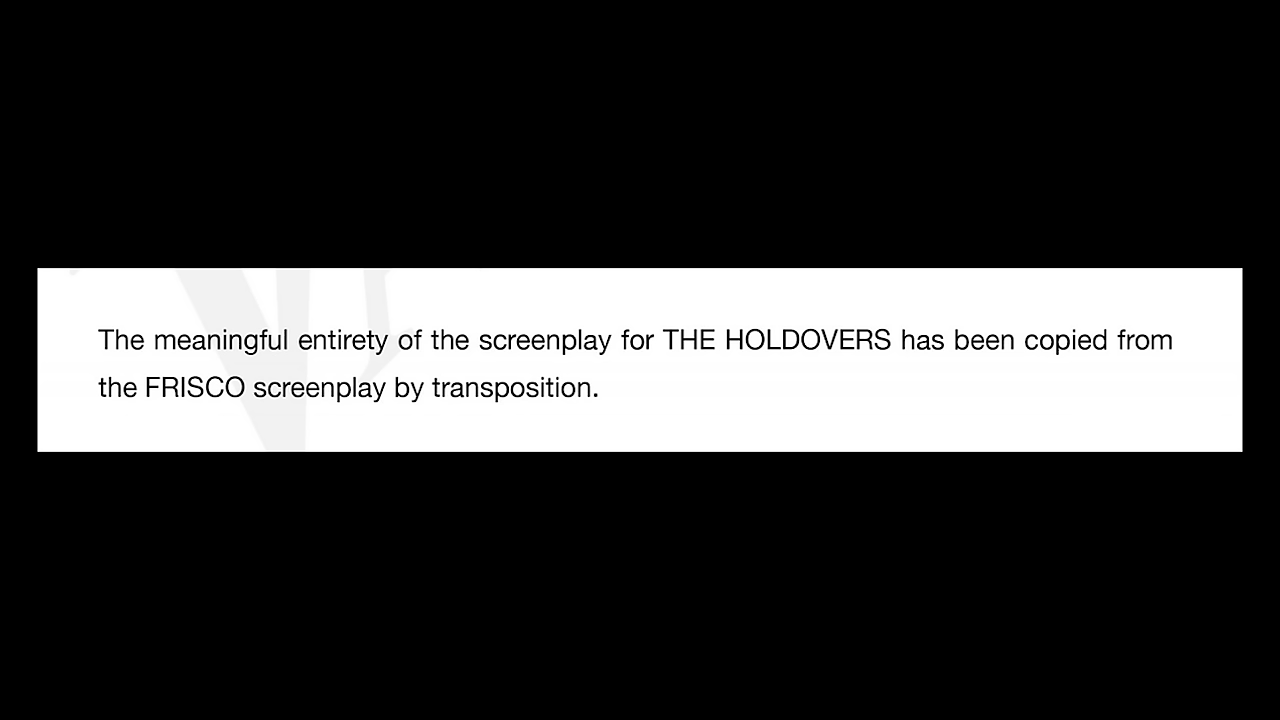 The meaningful entirety of the screenplay for THE HOLDOVERS has been copied from
the FRISCO screenplay by transposition.